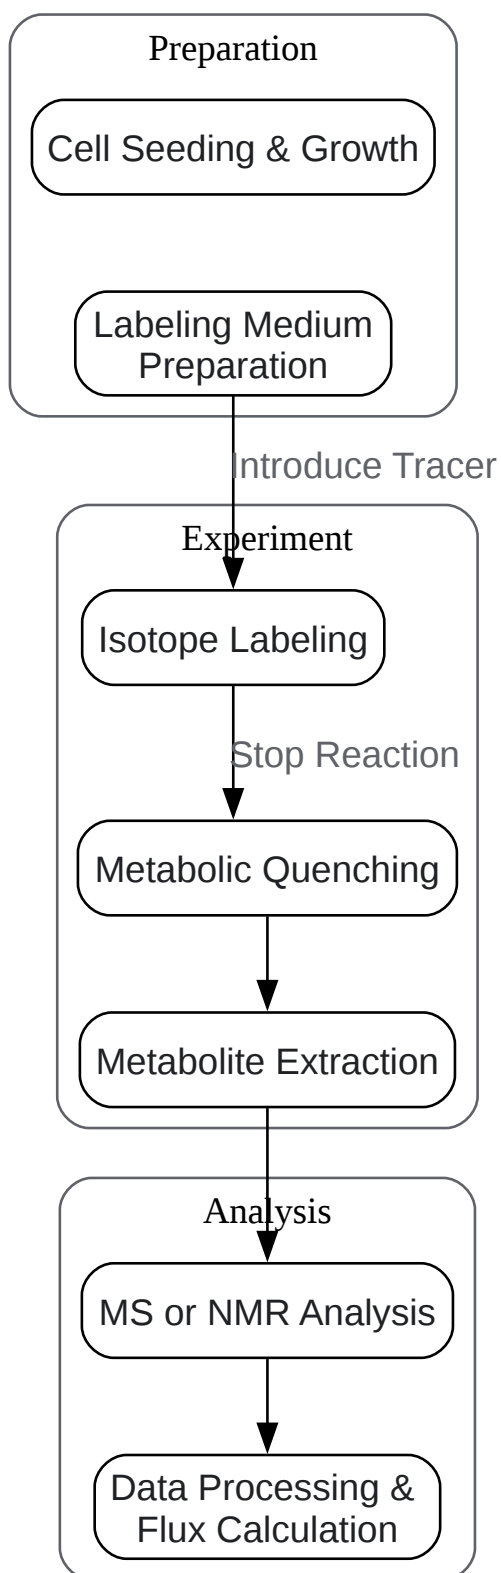 Preparation
Cell Seeding & Growth
Labeling Medium
Preparation
Introduce Tracer
Experiment
Isotope Labeling
Stop Reaction
Metabolic Quenching
Metabolite Extraction
Analysis
MS or NMR Analysis
Data Processing &
Flux Calculation